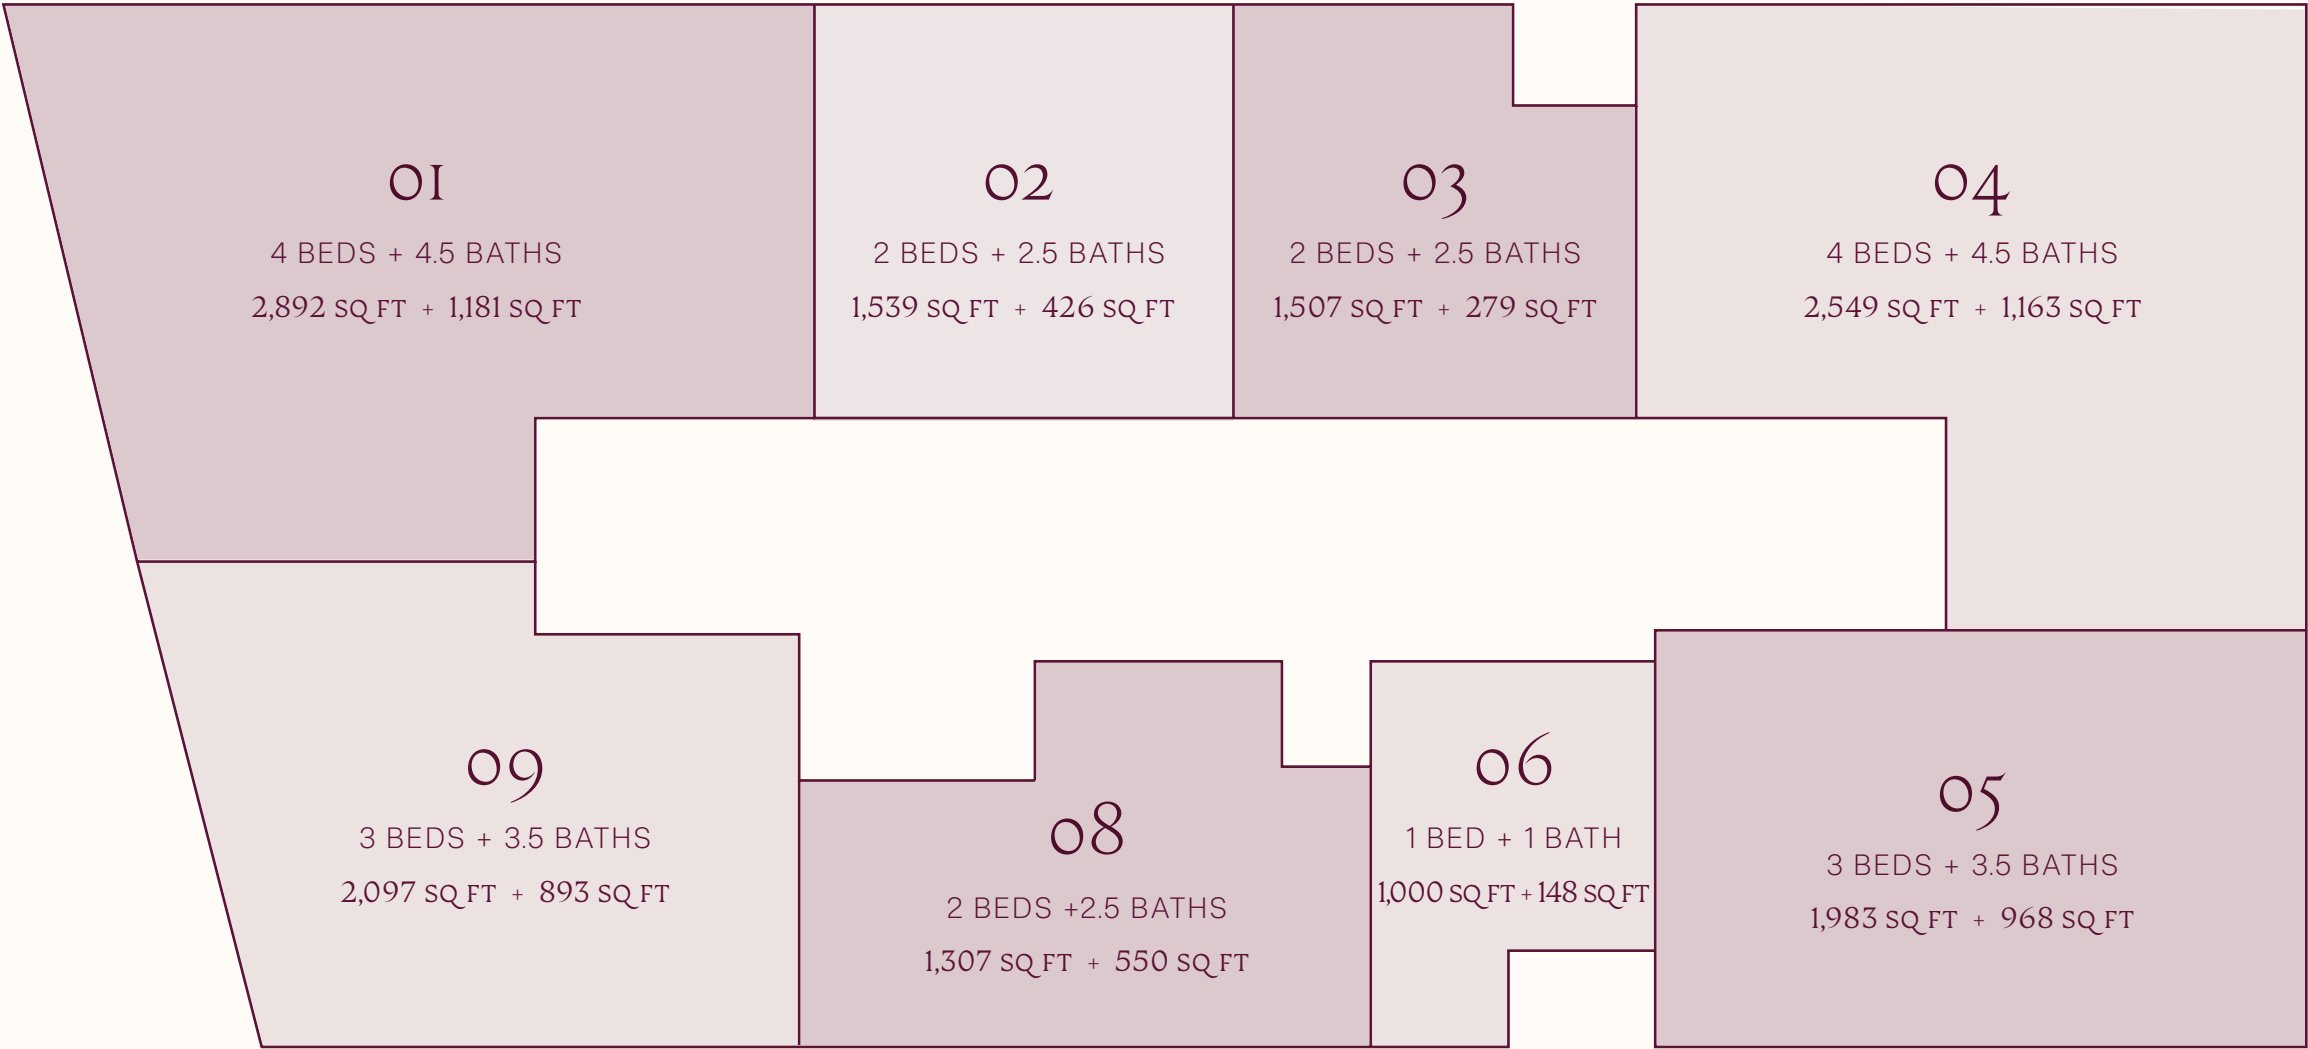 01
4 BEDS + 4.5 BATHS
2,892 SQ FT + 1,181 SQ FT
02
2 BEDS + 2.5 BATHS
1,539 SQ FT + 426 SQ FT
03
2 BEDS + 2.5 BATHS
1,507 SQ FT + 279 SQ FT
04
4 BEDS + 4.5 BATHS
2,549 SQ FT + 1,163 SQ FT
09
3 BEDS + 3.5 BATHS
2,097 SQ FT + 893 SQ FT
08
2 BEDS +2.5 BATHS
1,307 SQ FT + 550 SQ FT
06
1 BED + 1 BATH
1,000 SQ FT + 148 SQ FT
05
3 BEDS + 3.5 BATHS
1,983 SQ FT + 968 SQ FT